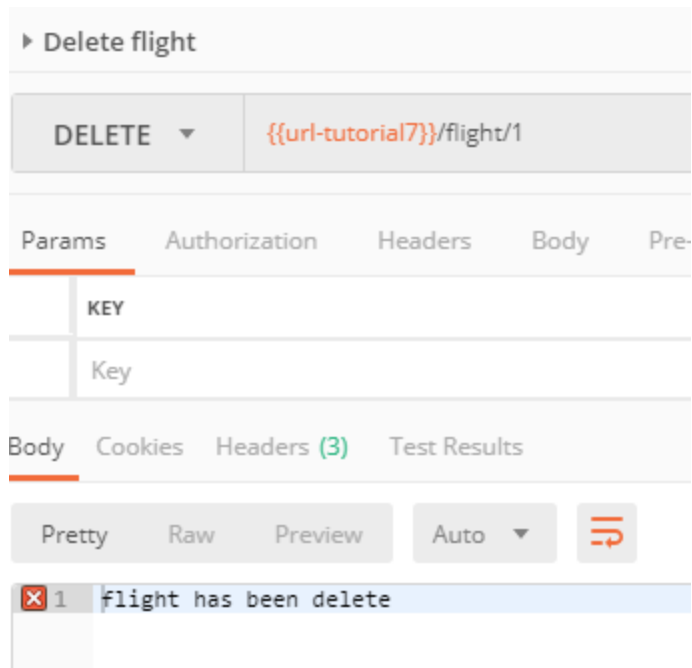 Delete flight
DELETE {{url-tutorial7}}/flight/1
Params Authorization Headers Body Pre-
KEY
Key
Body Cookies Headers (3) Test Results
Pretty Raw Preview Auto
1 flight has been delete